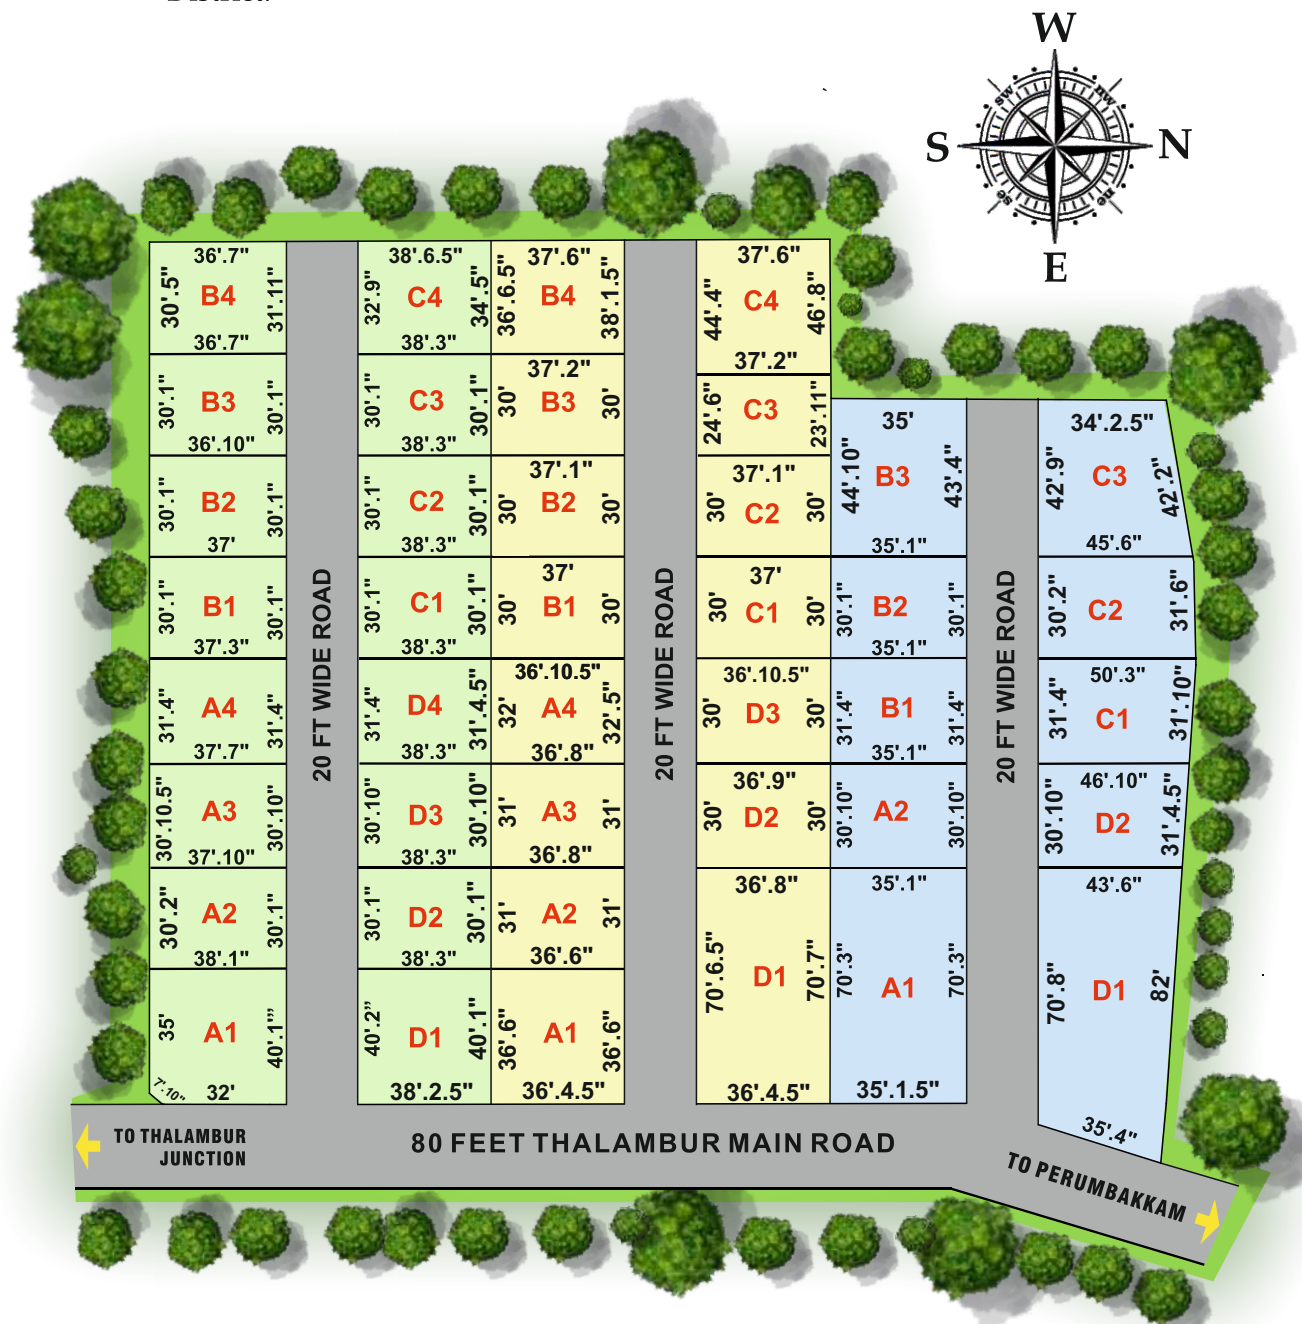 W
S
N
E
sw
nw
se
ne
36'.7"
30'.5"
B4
31'.11"
36'.7"
30'.1"
B3
30'.1"
36'.10"
30'.1"
B2
30'.1"
37'
30'.1"
B1
30'.1"
37'.3"
31'.4"
A4
31'.4"
37'.7"
30'.10.5"
A3
30'.10"
37'.10"
30'.2"
A2
30'.1"
38'.1"
35'
A1
40'.1'"
7'.10"
32'
20 FT WIDE ROAD
38'.6.5"
32'.9"
C4
34'.5"
38'.3"
30'.1"
C3
30'.1"
38'.3"
30'.1"
C2
30'.1"
38'.3"
30'.1"
C1
30'.1"
38'.3"
31'.4"
D4
31'.4.5"
38'.3"
30'.10"
D3
30'.10"
38'.3"
30'.1"
D2
30'.1"
38'.3"
40'.2"
D1
40'.1"
38'.2.5"
37'.6"
36'.6.5"
B4
38'.1.5"
37'.2"
30'
B3
30'
37'.1"
30'
B2
30'
37'
30'
B1
30'
36'.10.5"
32'
A4
32'.5"
36'.8"
31'
A3
31'
36'.8"
31'
A2
31'
36'.6"
36'.6"
A1
36'.6"
36'.4.5"
20 FT WIDE ROAD
37'.6"
44'.4"
C4
46'.8"
37'.2"
24'.6"
C3
23'.11"
37'.1"
30'
C2
30'
37'
30'
C1
30'
36'.10.5"
30'
D3
30'
36'.9"
30'
D2
30'
36'.8"
70'.6.5"
D1
70'.7"
36'.4.5"
35'
44'.10"
B3
43'.4"
35'.1"
30'.1"
B2
30'.1"
35'.1"
31'.4"
B1
31'.4"
35'.1"
30'.10"
A2
30'.10"
35'.1"
70'.3"
A1
70'.3"
35'.1.5"
20 FT WIDE ROAD
34'.2.5"
42'.9"
C3
42'.2"
45'.6"
30'.2"
C2
31'.6"
50'.3"
31'.4"
C1
31'.10"
46'.10"
30'.10"
D2
31'.4.5"
43'.6"
70'.8"
D1
82'
35'.4"
TO THALAMBUR
JUNCTION
80 FEET THALAMBUR MAIN ROAD
TO PERUMBAKKAM